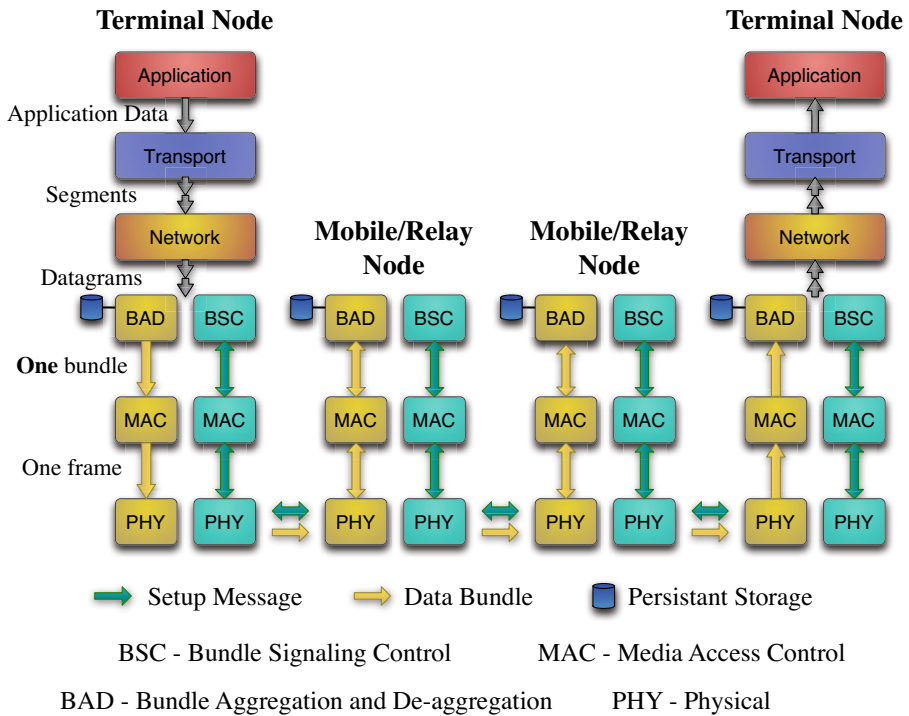 Terminal Node
Terminal Node
Application
Application
Application Data
Transport
Transport
Segments
Network
Network
Mobile/Relay
Node
Mobile/Relay
Node
Datagrams
BAD
BSC
BAD
BSC
BAD
BSC
BAD
BSC
One bundle
MAC
MAC
MAC
MAC
MAC
MAC
MAC
MAC
One frame
PHY
PHY
PHY
PHY
PHY
PHY
PHY
PHY
Setup Message
Data Bundle
Persistant Storage
BSC - Bundle Signaling Control
MAC - Media Access Control
BAD - Bundle Aggregation and De-aggregation
PHY - Physical